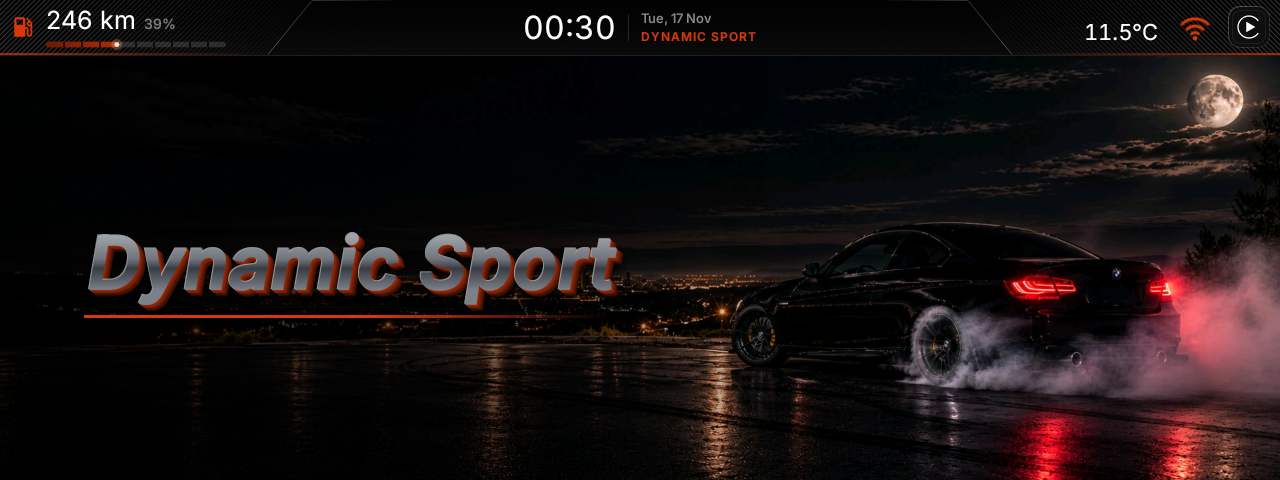 246 km 39%
00:30
Tue, 17 Nov
DYNAMIC SPORT
11.5°C
Dynamic Sport